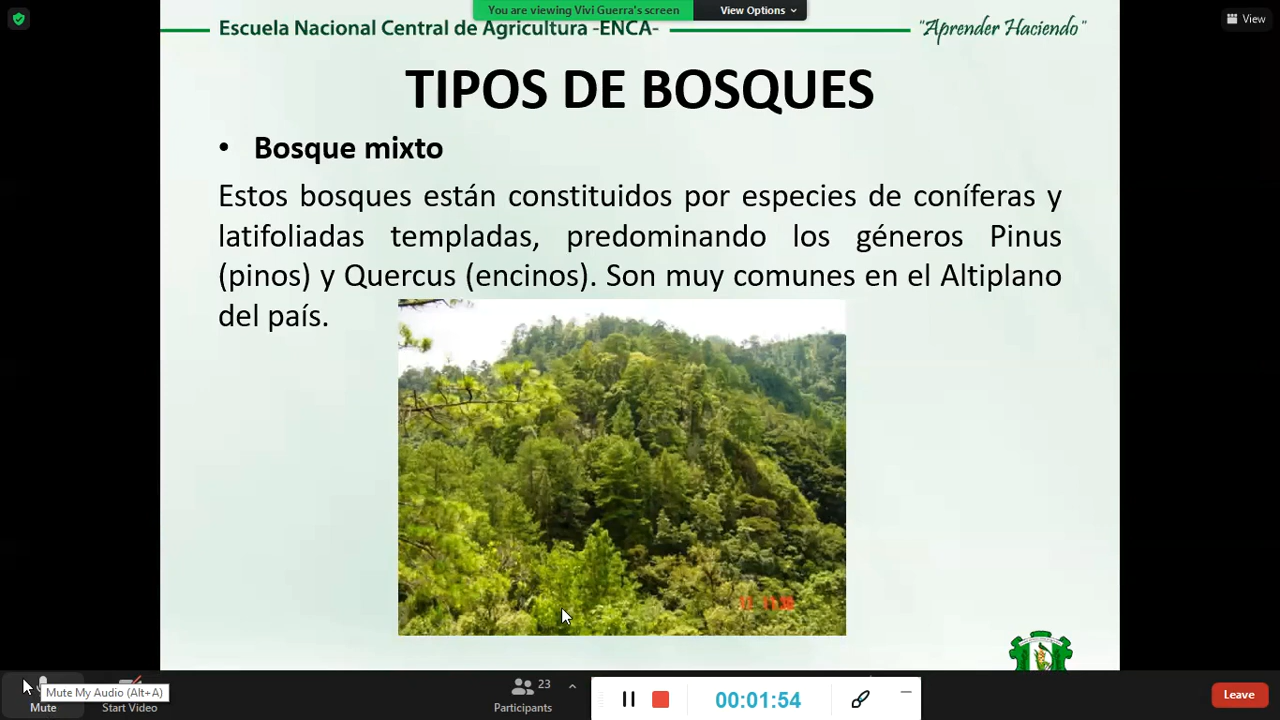 You are viewing Vivi Guerra's screen
View Options
View
Escuela Nacional Central de Agricultura -ENCA-
"Aprender Haciendo"
TIPOS DE BOSQUES
• Bosque mixto
Estos bosques están constituidos por especies de coníferas y
latifoliadas templadas, predominando los géneros Pinus
(pinos) y Quercus (encinos). Son muy comunes en el Altiplano
del país.
Mute My Audio (Alt+A)
Mute
Start Video
23
Participants
00:01:54
Leave